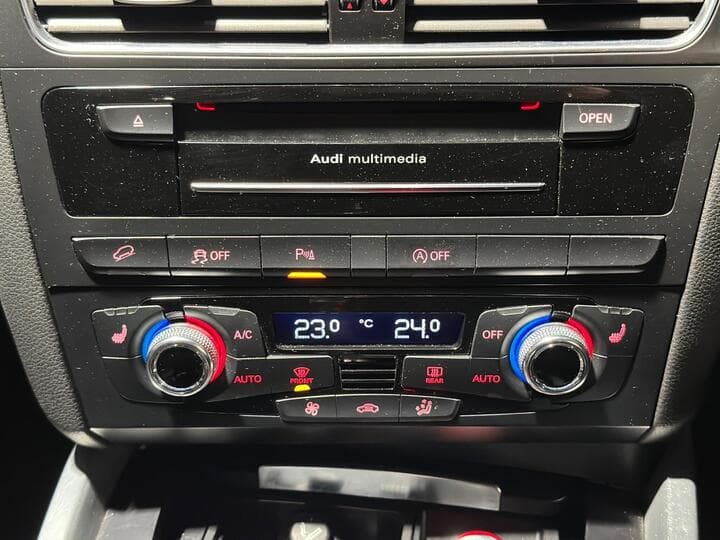 OPEN
Audi multimedia
OFF
P
A OFF
23.0 °C 24.0
A/C
OFF
AUTO
FRONT
REAR
AUTO